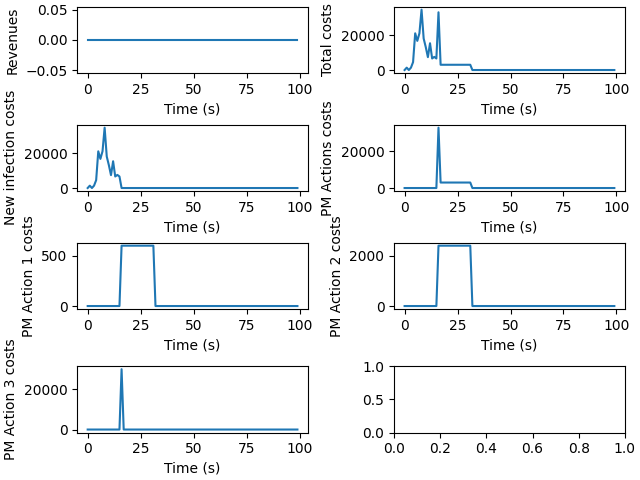 Revenues
0.05
0.00
−0.05
0 25 50 75 100
Time (s)
Total costs
20000
0
0 25 50 75 100
Time (s)
New infection costs
20000
0
0 25 50 75 100
Time (s)
PM Actions costs
20000
0
0 25 50 75 100
Time (s)
PM Action 1 costs
500
0
0 25 50 75 100
Time (s)
PM Action 2 costs
2000
0
0 25 50 75 100
Time (s)
PM Action 3 costs
20000
0
0 25 50 75 100
Time (s)
1.0
0.5
0.0
0.0 0.2 0.4 0.6 0.8 1.0